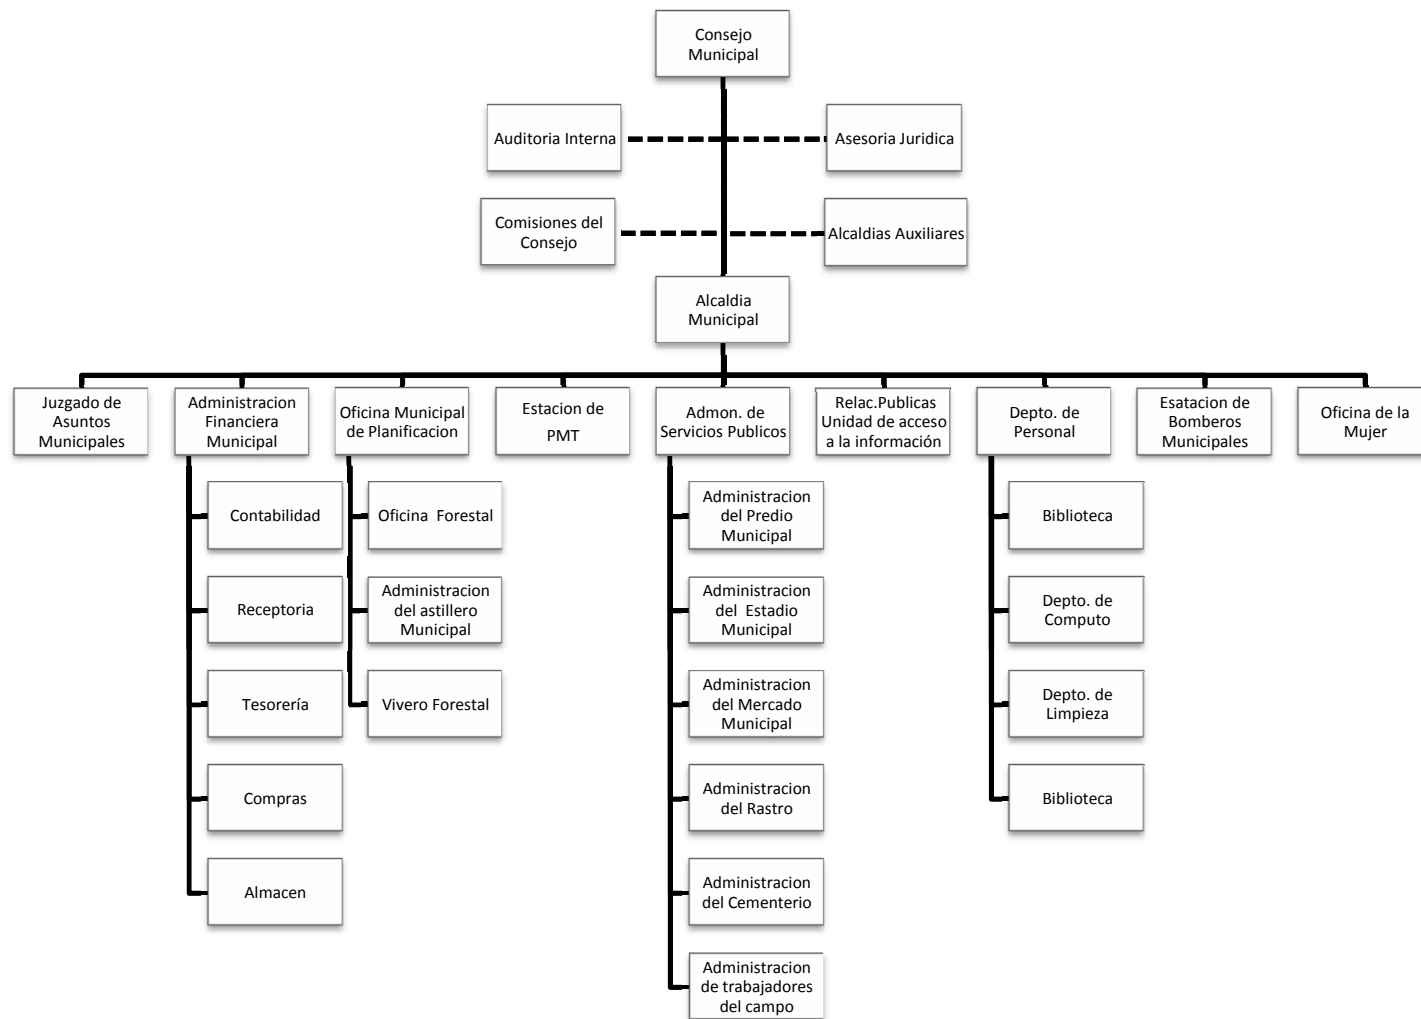 Consejo
Municipal
Auditoria Interna
Asesoria Juridica
Comisiones del
Consejo
Alcaldias Auxiliares
Alcaldia
Municipal
Juzgado de
Asuntos
Municipales
Administracion
Financiera
Municipal
Oficina Municipal
de Planificacion
Estacion de
PMT
Admon. de
Servicios Publicos
Relac.Publicas
Unidad de acceso
a la información
Depto. de
Personal
Esatacion de
Bomberos
Municipales
Oficina de la
Mujer
Contabilidad
Receptoria
Tesorería
Compras
Almacen
Oficina  Forestal
Administracion
del astillero
Municipal
Vivero Forestal
Administracion
del Predio
Municipal
Administracion
del  Estadio
Municipal
Administracion
del Mercado
Municipal
Administracion
del Rastro
Administracion
del Cementerio
Administracion
de trabajadores
del campo
Biblioteca
Depto. de
Computo
Depto. de
Limpieza
Biblioteca